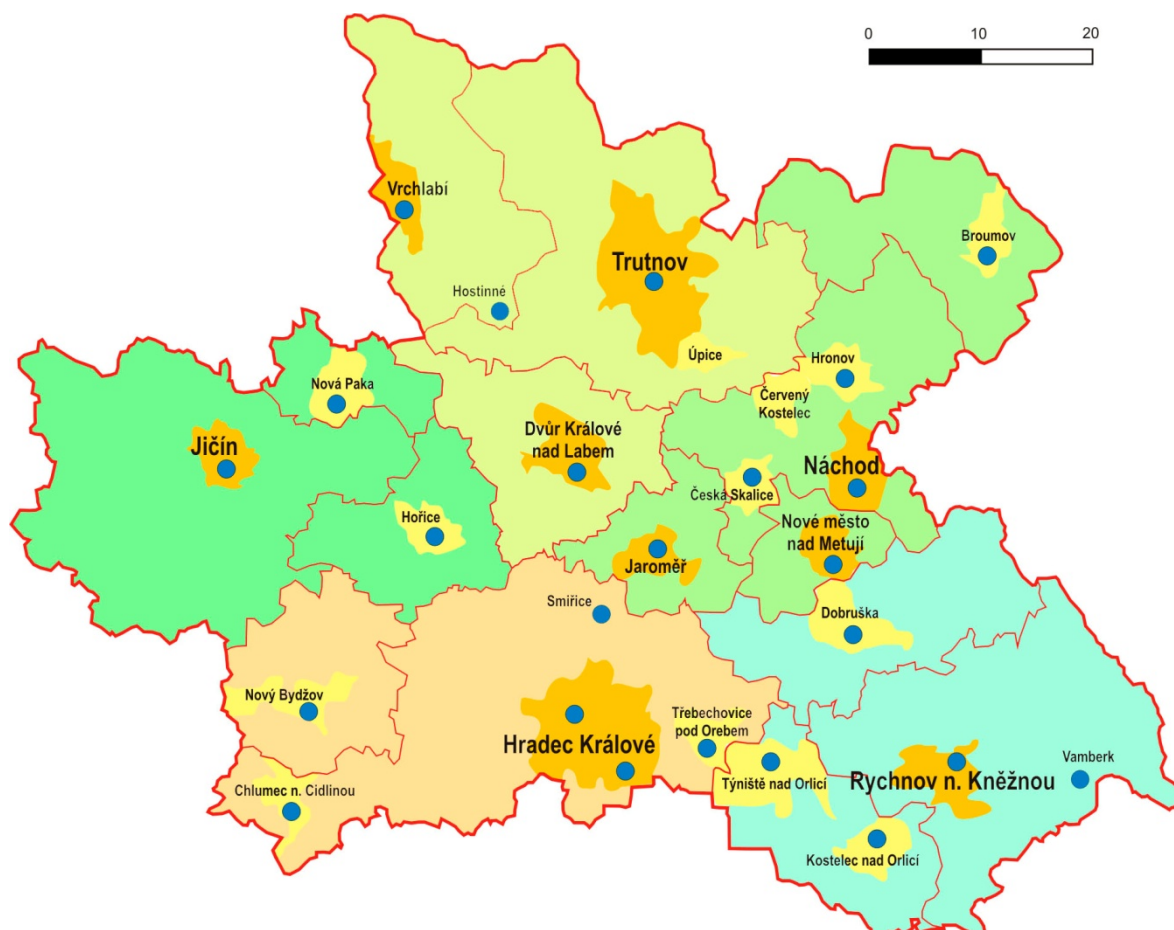 0 10 20
Vrchlabí
Trutnov
Broumov
Hostinné
Úpice
Hronov
Nová Paka
Červený
Kostelec
Jičín
Dvůr Králové
nad Labem
Náchod
Česká Skalice
Hořice
Nové město
nad Metují
Jaroměř
Smiřice
Dobruška
Nový Bydžov
Třebechovice
pod Orebem
Hradec Králové
Vamberk
Týniště nad Orlicí
Rychnov n. Kněžnou
Chlumec n. Cidlinou
Kostelec nad Orlicí